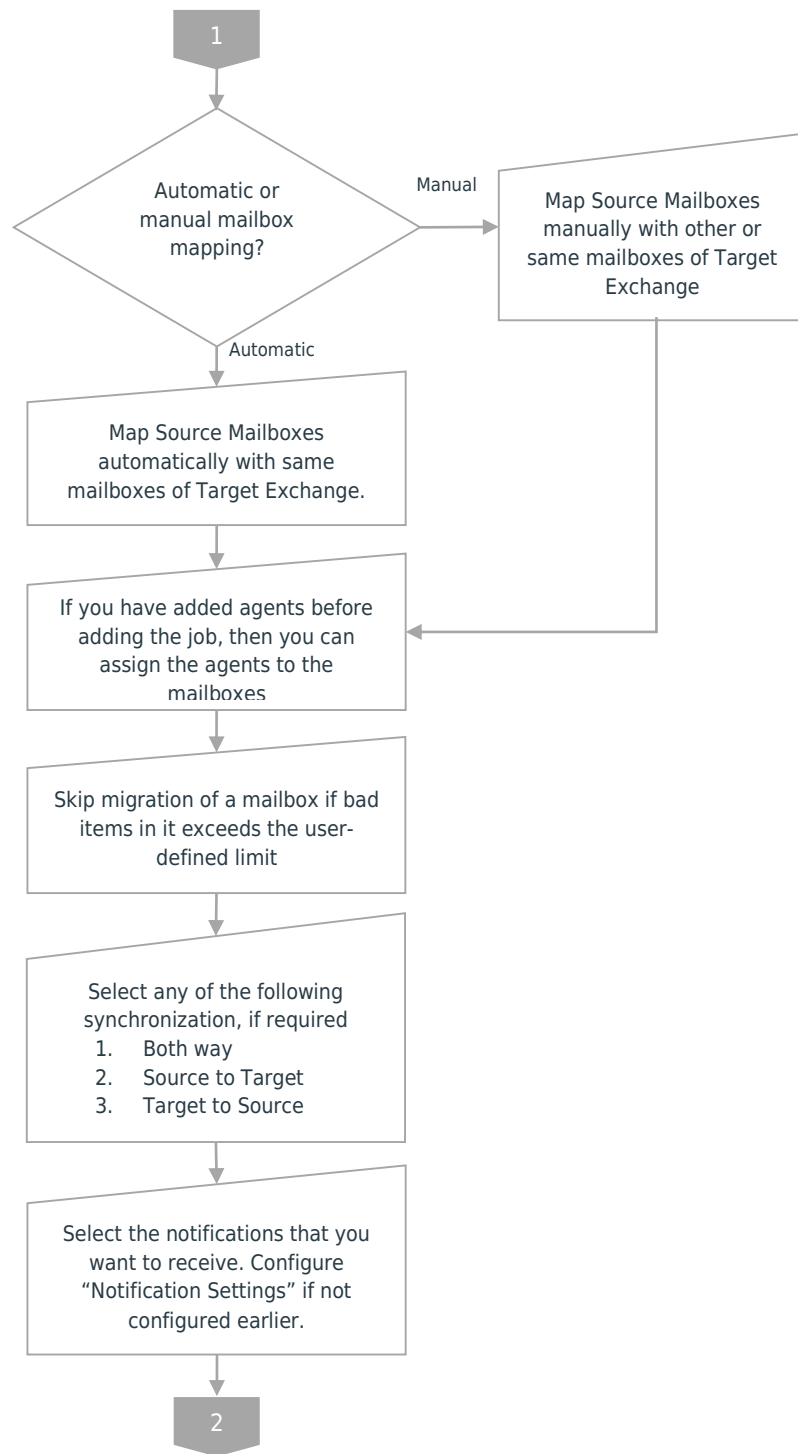 1
Automatic or
manual mailbox
mapping?
Manual
Map Source Mailboxes
manually with other or
same mailboxes of Target
Exchange
Automatic
Map Source Mailboxes
automatically with same
mailboxes of Target Exchange.
If you have added agents before
adding the job, then you can
assign the agents to the
mailboxes
Skip migration of a mailbox if bad
items in it exceeds the user-
defined limit
Select any of the following
synchronization, if required
1. Both way
2. Source to Target
3. Target to Source
Select the notifications that you
want to receive. Configure
“Notification Settings” if not
configured earlier.
2